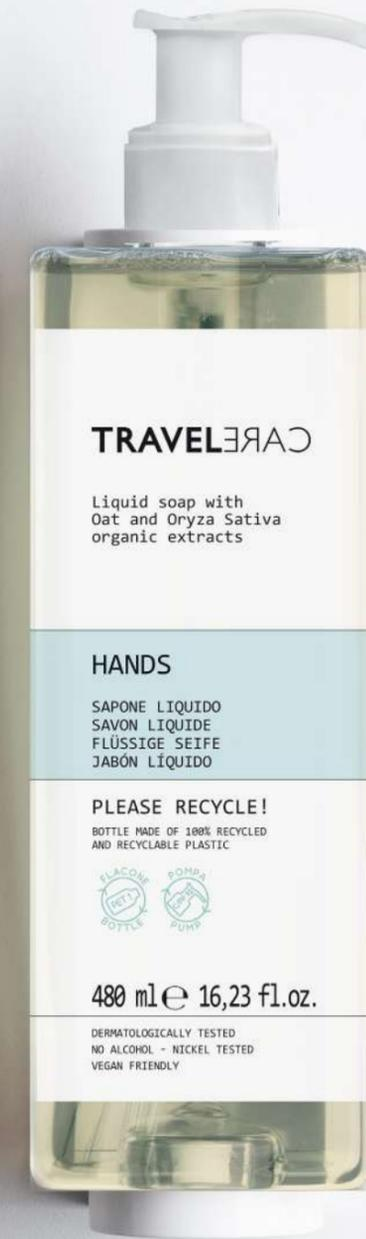 TRAVELCARE
Liquid soap with
Oat and Oryza Sativa
organic extracts
HANDS
SAPONE LIQUIDO
SAVON LIQUIDE
FLÜSSIGE SEIFE
JABÓN LÍQUIDO
PLEASE RECYCLE!
BOTTLE MADE OF 100% RECYCLED
AND RECYCLABLE PLASTIC
FLACONE
PET 1
BOTTLE
POMPA
PUMP
480 ml ℮ 16,23 fl.oz.
DERMATOLOGICALLY TESTED
NO ALCOHOL - NICKEL TESTED
VEGAN FRIENDLY